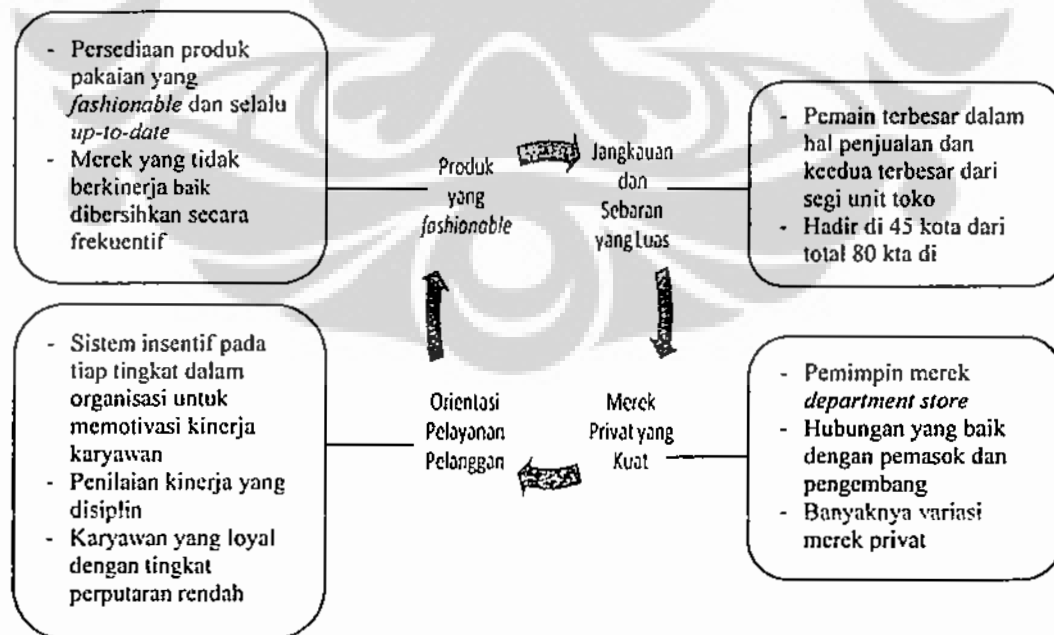 - Persediaan produk
pakaian yang
fashionable dan selalu
up-to-date
- Merek yang tidak
berkinerja baik
dibersihkan secara
frekuentif
Produk
yang
fashionable
Jangkauan
dan
Sebaran
yang Luas
- Pemain terbesar dalam
hal penjualan dan
keedua terbesar dari
segi unit toko
- Hadir di 45 kota dari
total 80 kta di
- Sistem insentif pada
tiap tingkat dalam
organisasi untuk
memotivasi kinerja
karyawan
- Penilaian kinerja yang
disiplin
- Karyawan yang loyal
dengan tingkat
perputaran rendah
Orientasi
Pelayanan
Pelanggan
Merek
Privat yang
Kuat
- Pemimpin merek
department store
- Hubungan yang baik
dengan pemasok dan
pengembang
- Banyaknya variasi
merek privat